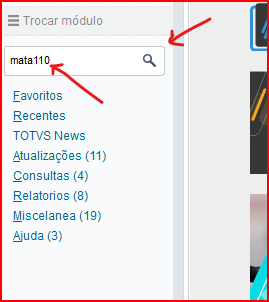 Trocar módulo
mata110
Favoritos
Recentes
TOTVS News
Atualizações (11)
Consultas (4)
Relatorios (8)
Miscelanea (19)
Ajuda (3)